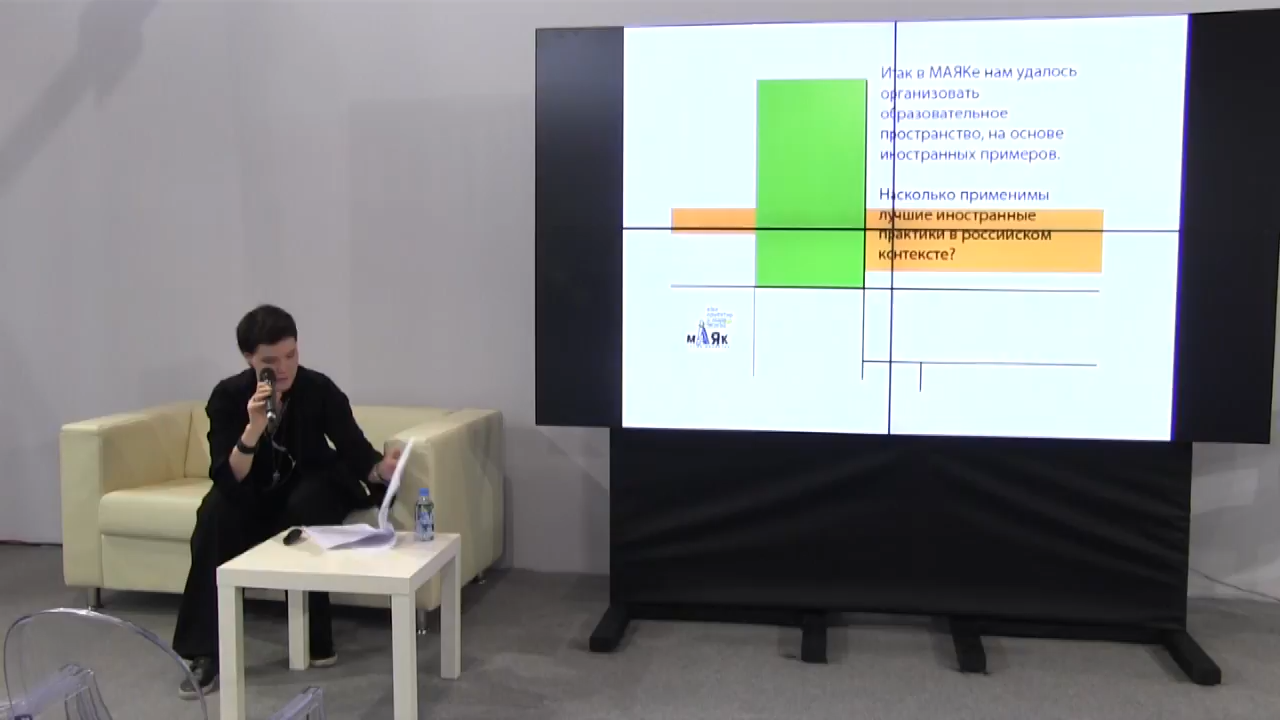 Итак в МАЯКе нам удалось
организовать
образовательное
пространство, на основе
иностранных примеров.
Насколько применимы
лучшие иностранные
практики в российском
контексте?
маяк